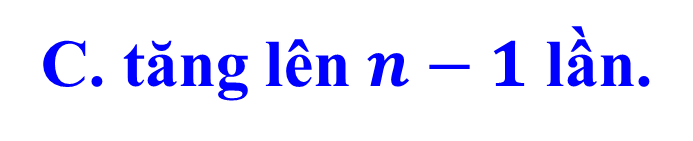 C. tăng lên n − 1 lần.